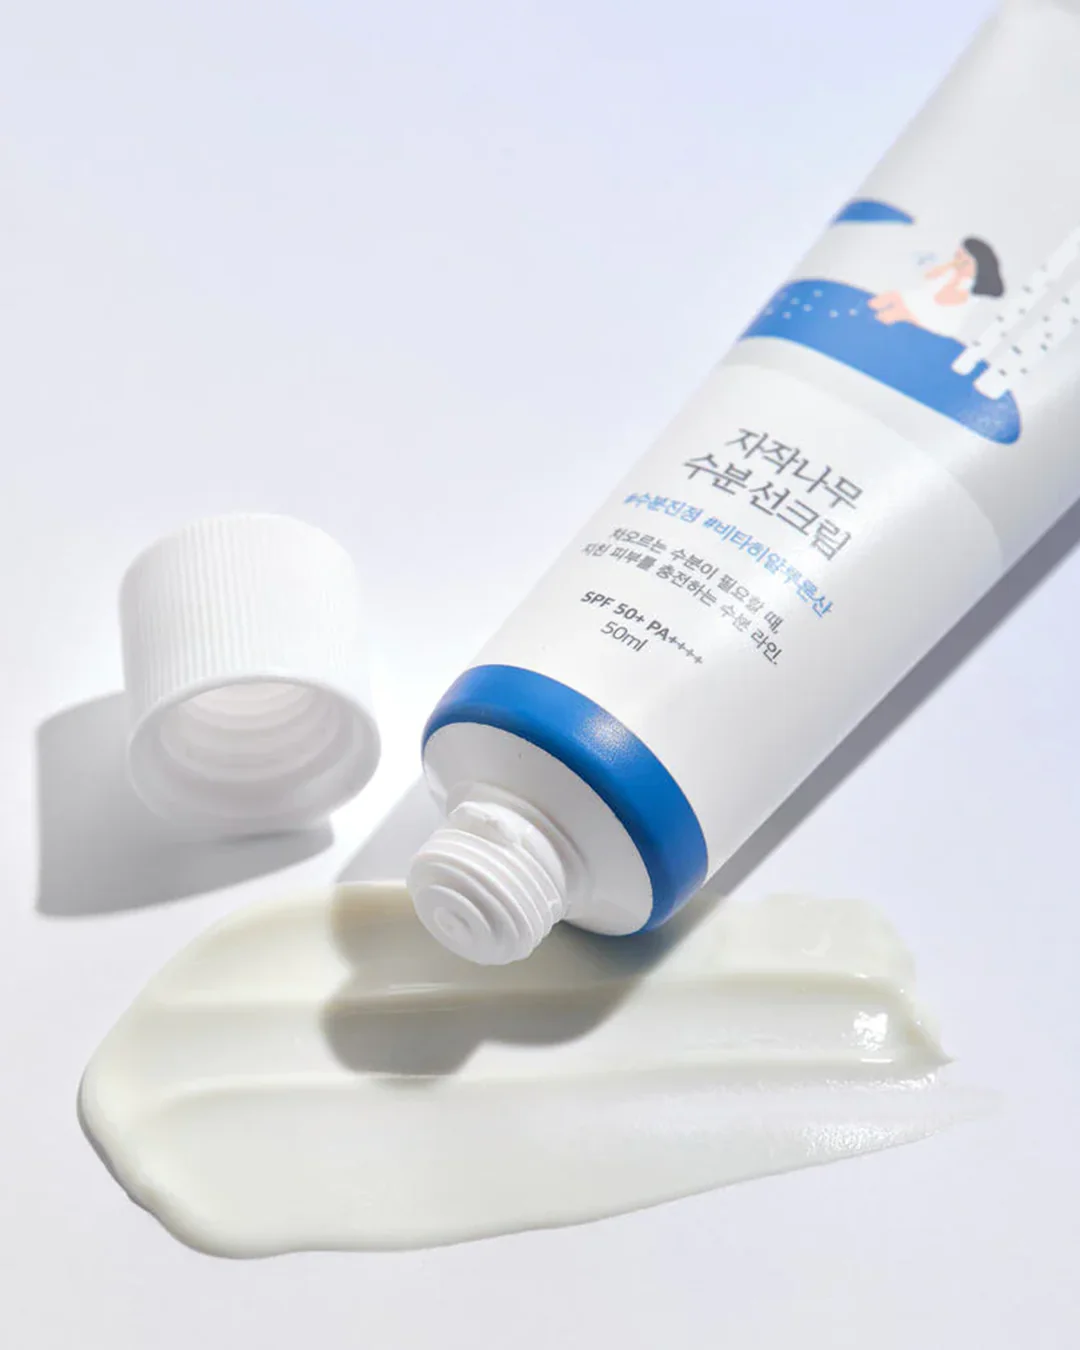 자작나무
수분 선크림
#수분진정 #비타히알루론산
차오르는 수분이 필요할 때,
지친 피부를 충전하는 수분 라인.
SPF 50+ PA++++
50ml